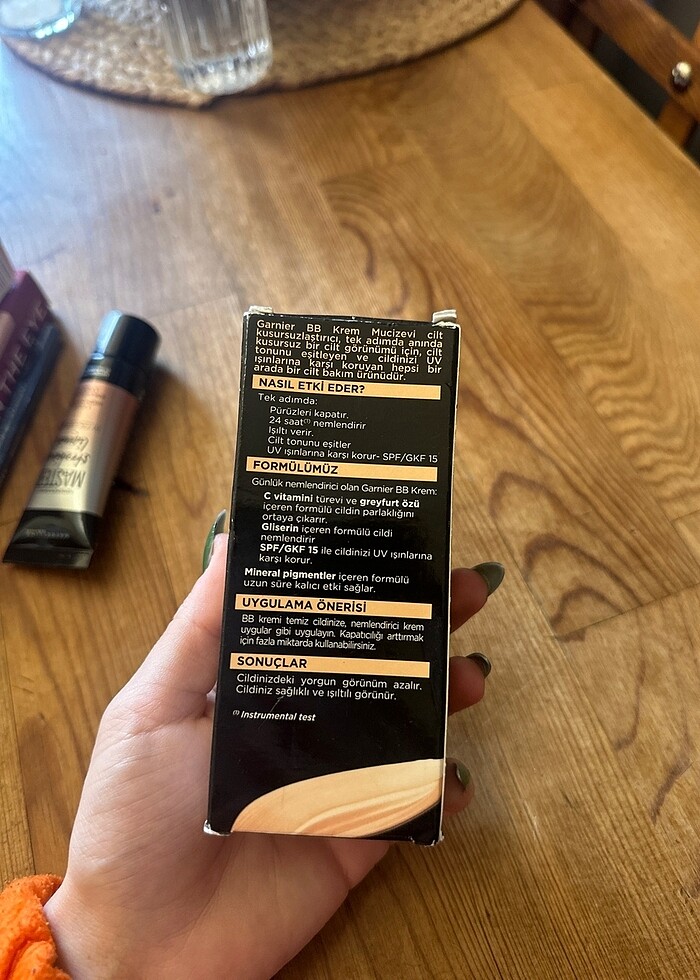 Garnier BB Krem Mucizevi cilt
kusursuzlaştırıcı, tek adımda anında
kusursuz bir cilt görünümü için, cilt
tonunu eşitleyen ve cildinizi UV
ışınlarına karşı koruyan hepsi bir
arada bir cilt bakım ürünüdür.
NASIL ETKİ EDER?
Tek adımda:
Pürüzleri kapatır.
24 saat(1) nemlendirir
Işıltı verir.
Cilt tonunu eşitler
UV ışınlarına karşı korur- SPF/GKF 15
FORMÜLÜMÜZ
Günlük nemlendirici olan Garnier BB Krem:
C vitamini türevi ve greyfurt özü
içeren formülü cildin parlaklığını
ortaya çıkarır.
Gliserin içeren formülü cildi
nemlendirir
SPF/GKF 15 ile cildinizi UV ışınlarına
karşı korur.
Mineral pigmentler içeren formülü
uzun süre kalıcı etki sağlar.
UYGULAMA ÖNERİSİ
BB kremi temiz cildinize, nemlendirici krem
uygular gibi uygulayın. Kapatıcılığı arttırmak
için fazla miktarda kullanabilirsiniz.
SONUÇLAR
Cildinizdeki yorgun görünüm azalır.
Cildiniz sağlıklı ve ışıltılı görünür.
(1) Instrumental test
MASTER